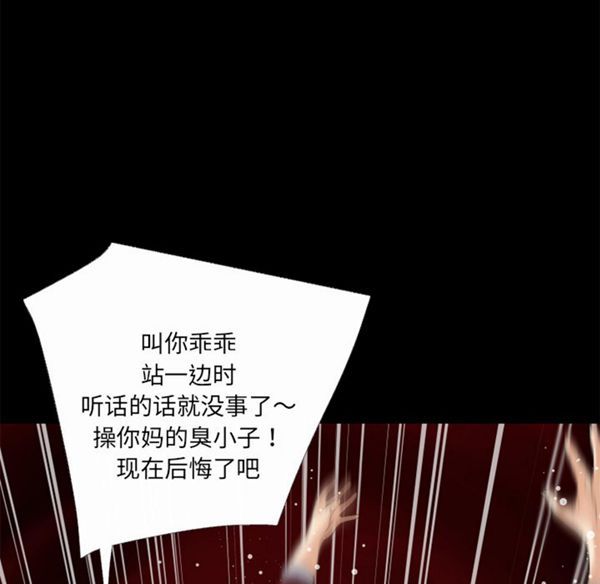 叫你乖乖
站一边时
听话的话就没事了～
操你妈的臭小子！
现在后悔了吧